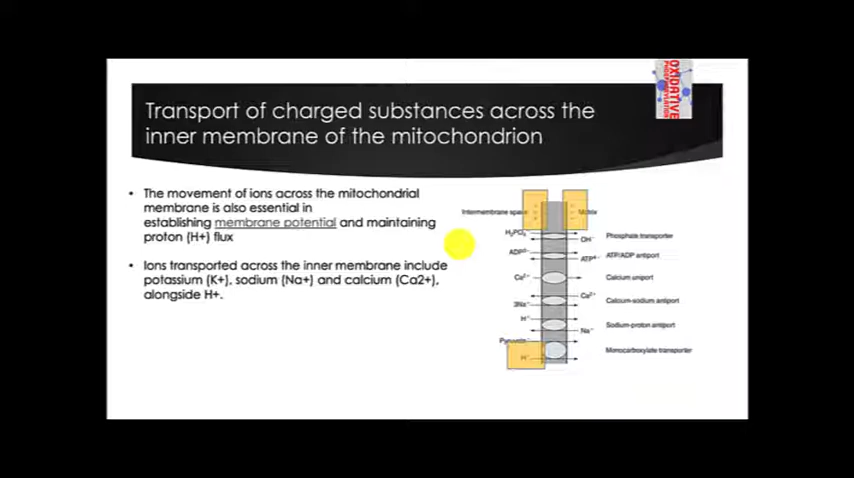 OXIDATIVE
PHOSPHORYLATION
Transport of charged substances across the
inner membrane of the mitochondrion
• The movement of ions across the mitochondrial
membrane is also essential in
establishing membrane potential and maintaining
proton (H+) flux
• Ions transported across the inner membrane include
potassium (K+), sodium (Na+) and calcium (Ca2+),
alongside H+.
Intermembrane space
Matrix
H₂PO₄⁻
OH⁻
Phosphate transporter
ADP³⁻
ATP⁴⁻
ATP/ADP antiport
Ca²⁺
Calcium uniport
Ca²⁺
3Na⁺
Calcium-sodium antiport
H⁺
Na⁺
Sodium-proton antiport
Pyruvate⁻
H⁺
Monocarboxylate transporter